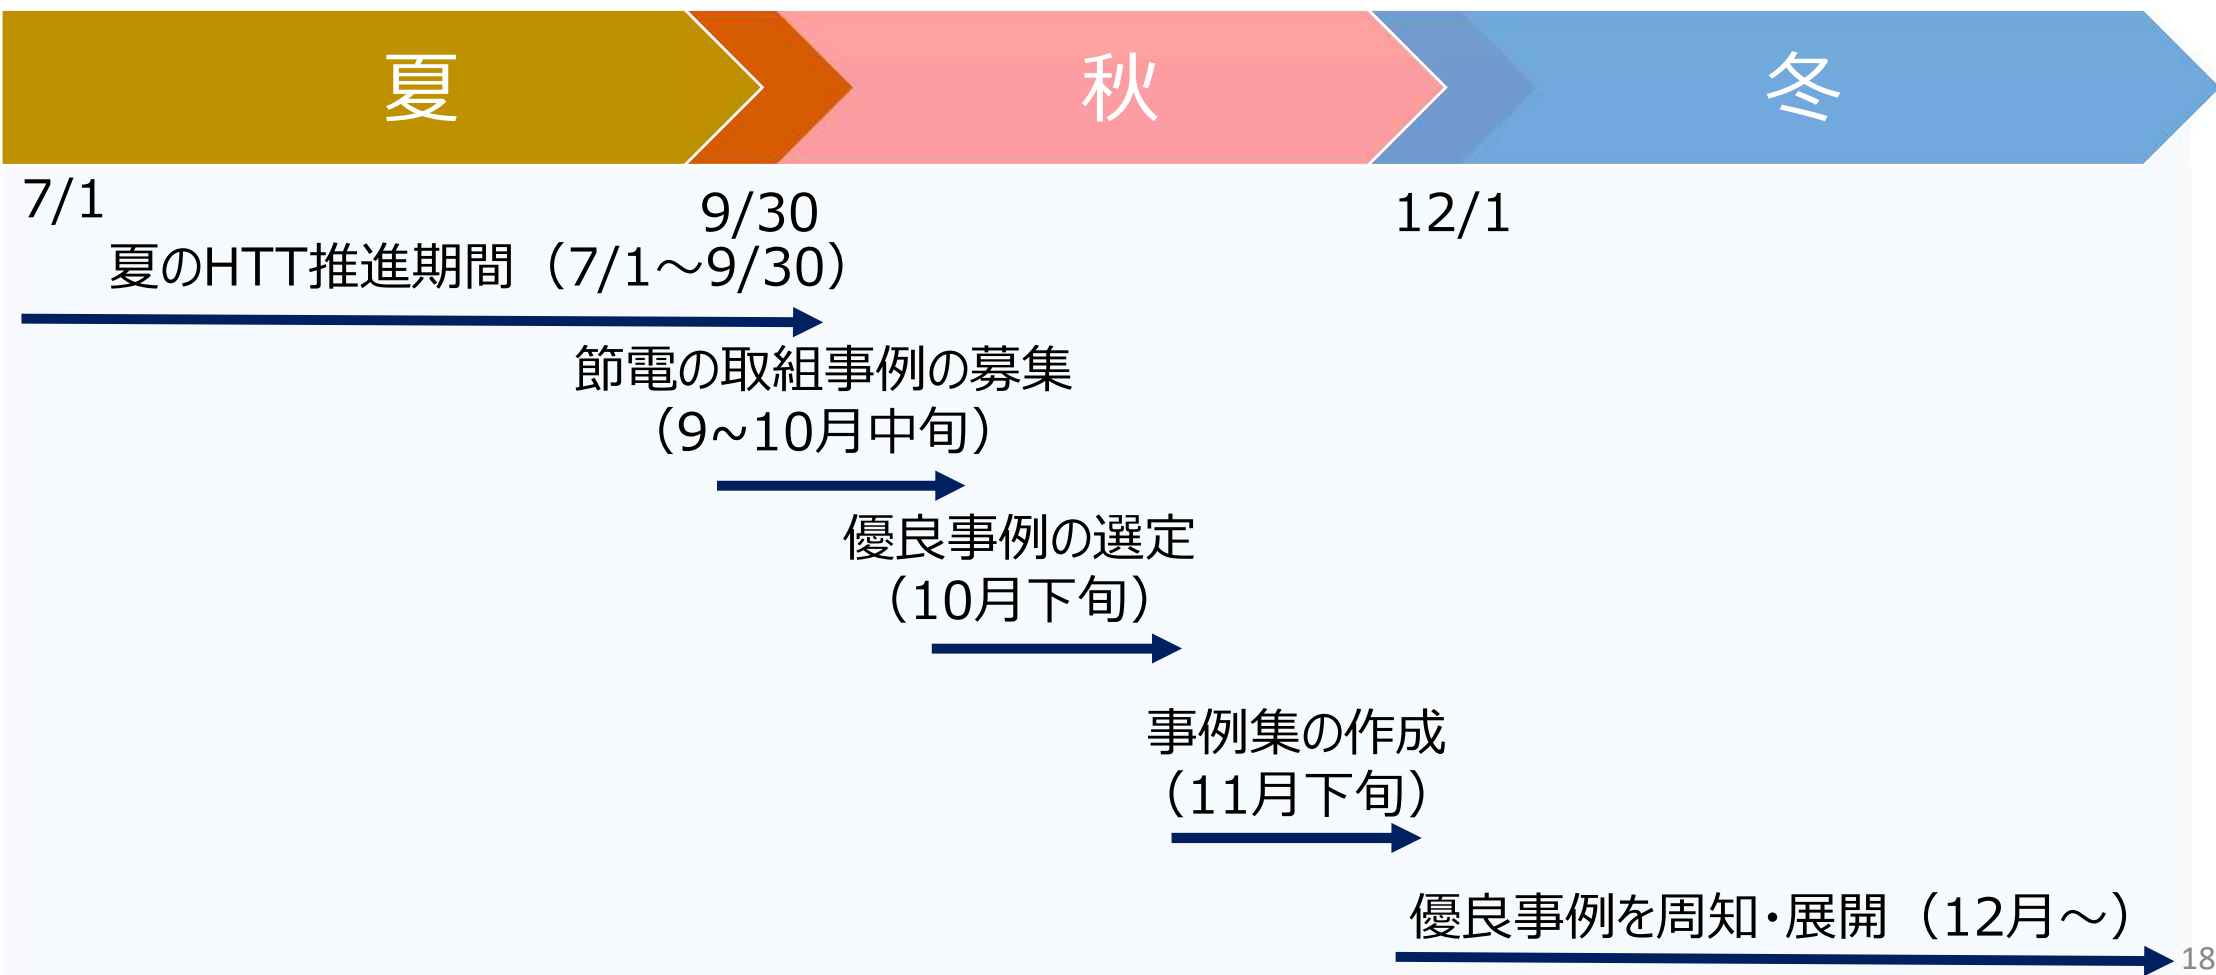 夏
秋
冬
7/1
9/30
12/1
夏のHTT推進期間（7/1～9/30）
節電の取組事例の募集
（9~10月中旬）
優良事例の選定
（10月下旬）
事例集の作成
（11月下旬）
優良事例を周知・展開（12月～）
18